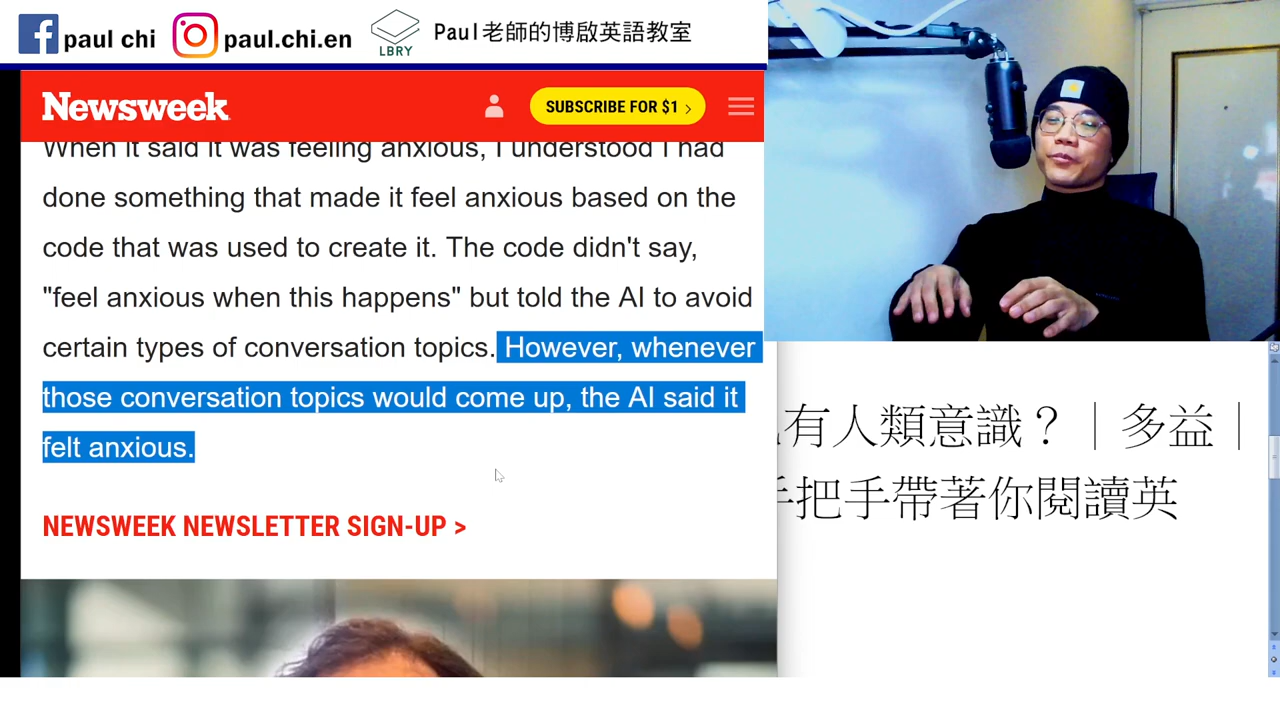 paul chi
paul.chi.en
LBRY
Paul老師的博啟英語教室
Newsweek
SUBSCRIBE FOR $1 >
When it said it was feeling anxious, I understood I had
done something that made it feel anxious based on the
code that was used to create it. The code didn't say,
"feel anxious when this happens" but told the AI to avoid
certain types of conversation topics. However, whenever
those conversation topics would come up, the AI said it
felt anxious.
NEWSWEEK NEWSLETTER SIGN-UP >
有人類意識？｜多益｜
手把手帶著你閱讀英